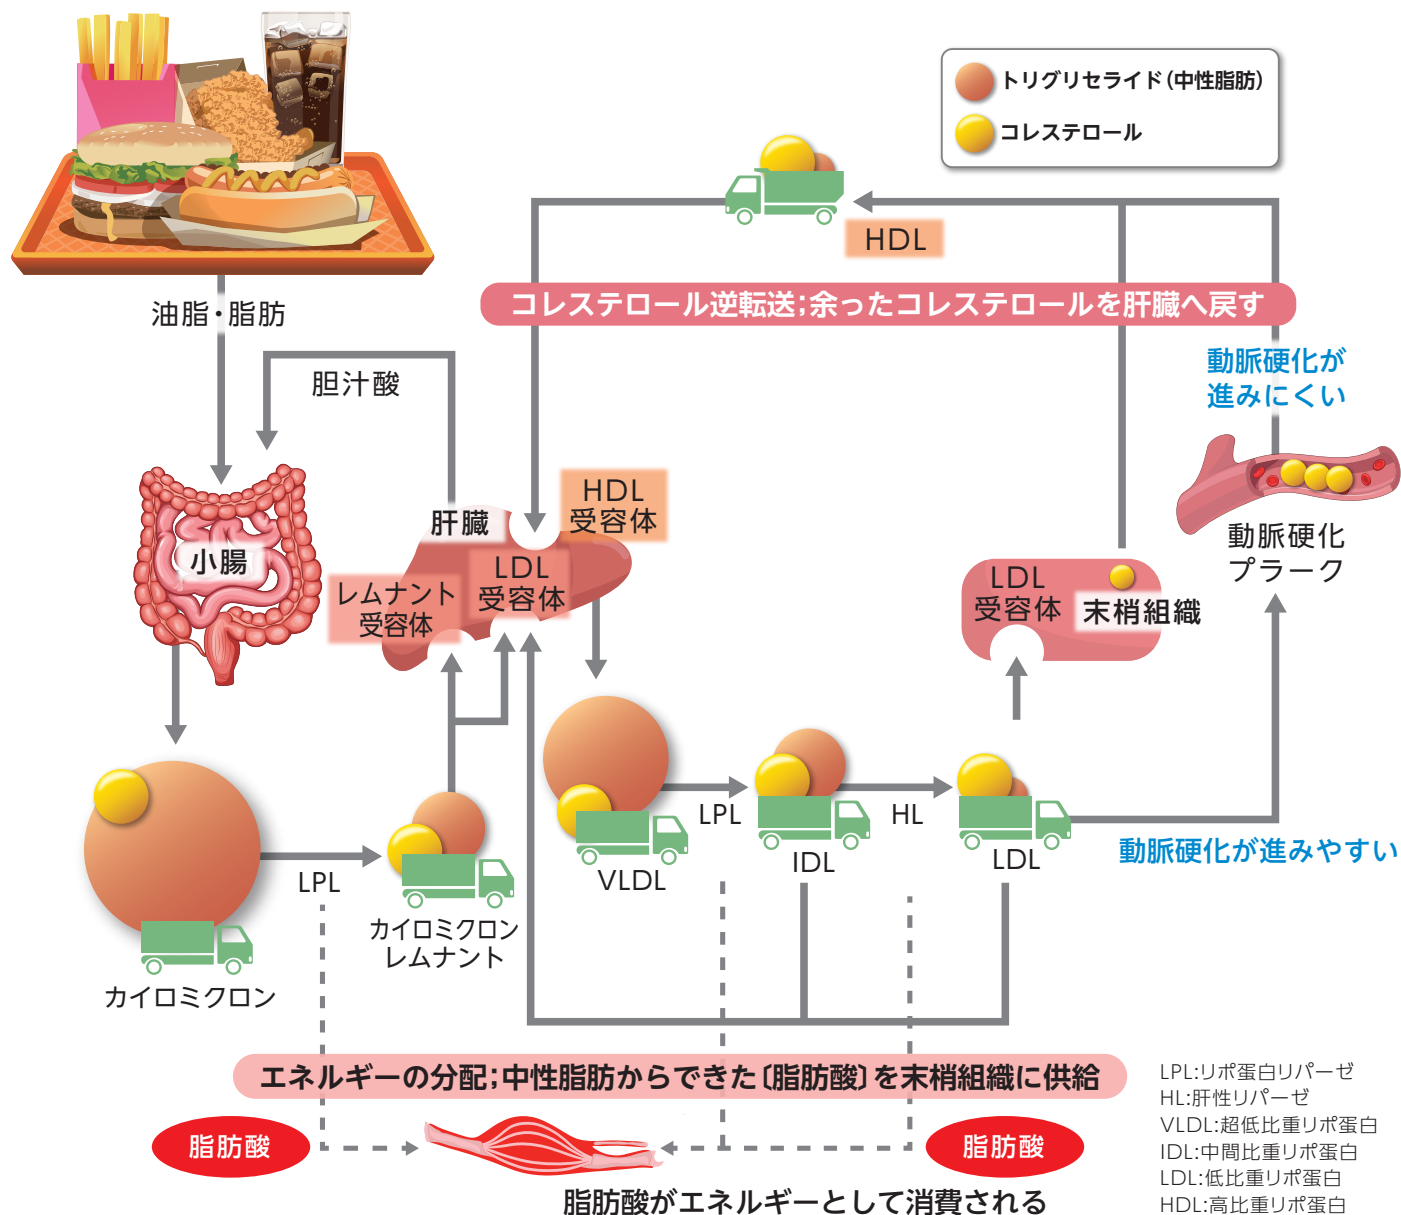 トリグリセライド（中性脂肪）
コレステロール
HDL
コレステロール逆転送；余ったコレステロールを肝臓へ戻す
油脂・脂肪
胆汁酸
動脈硬化が
進みにくい
HDL
受容体
肝臓
小腸
LDL
受容体
レムナント
受容体
動脈硬化
プラーク
LDL
受容体
末梢組織
LPL
HL
VLDL
IDL
LDL
動脈硬化が進みやすい
LPL
カイロミクロン
レムナント
カイロミクロン
エネルギーの分配；中性脂肪からできた〔脂肪酸〕を末梢組織に供給
脂肪酸
脂肪酸
脂肪酸がエネルギーとして消費される
LPL：リポ蛋白リパーゼ
HL：肝性リパーゼ
VLDL：超低比重リポ蛋白
IDL：中間比重リポ蛋白
LDL：低比重リポ蛋白
HDL：高比重リポ蛋白